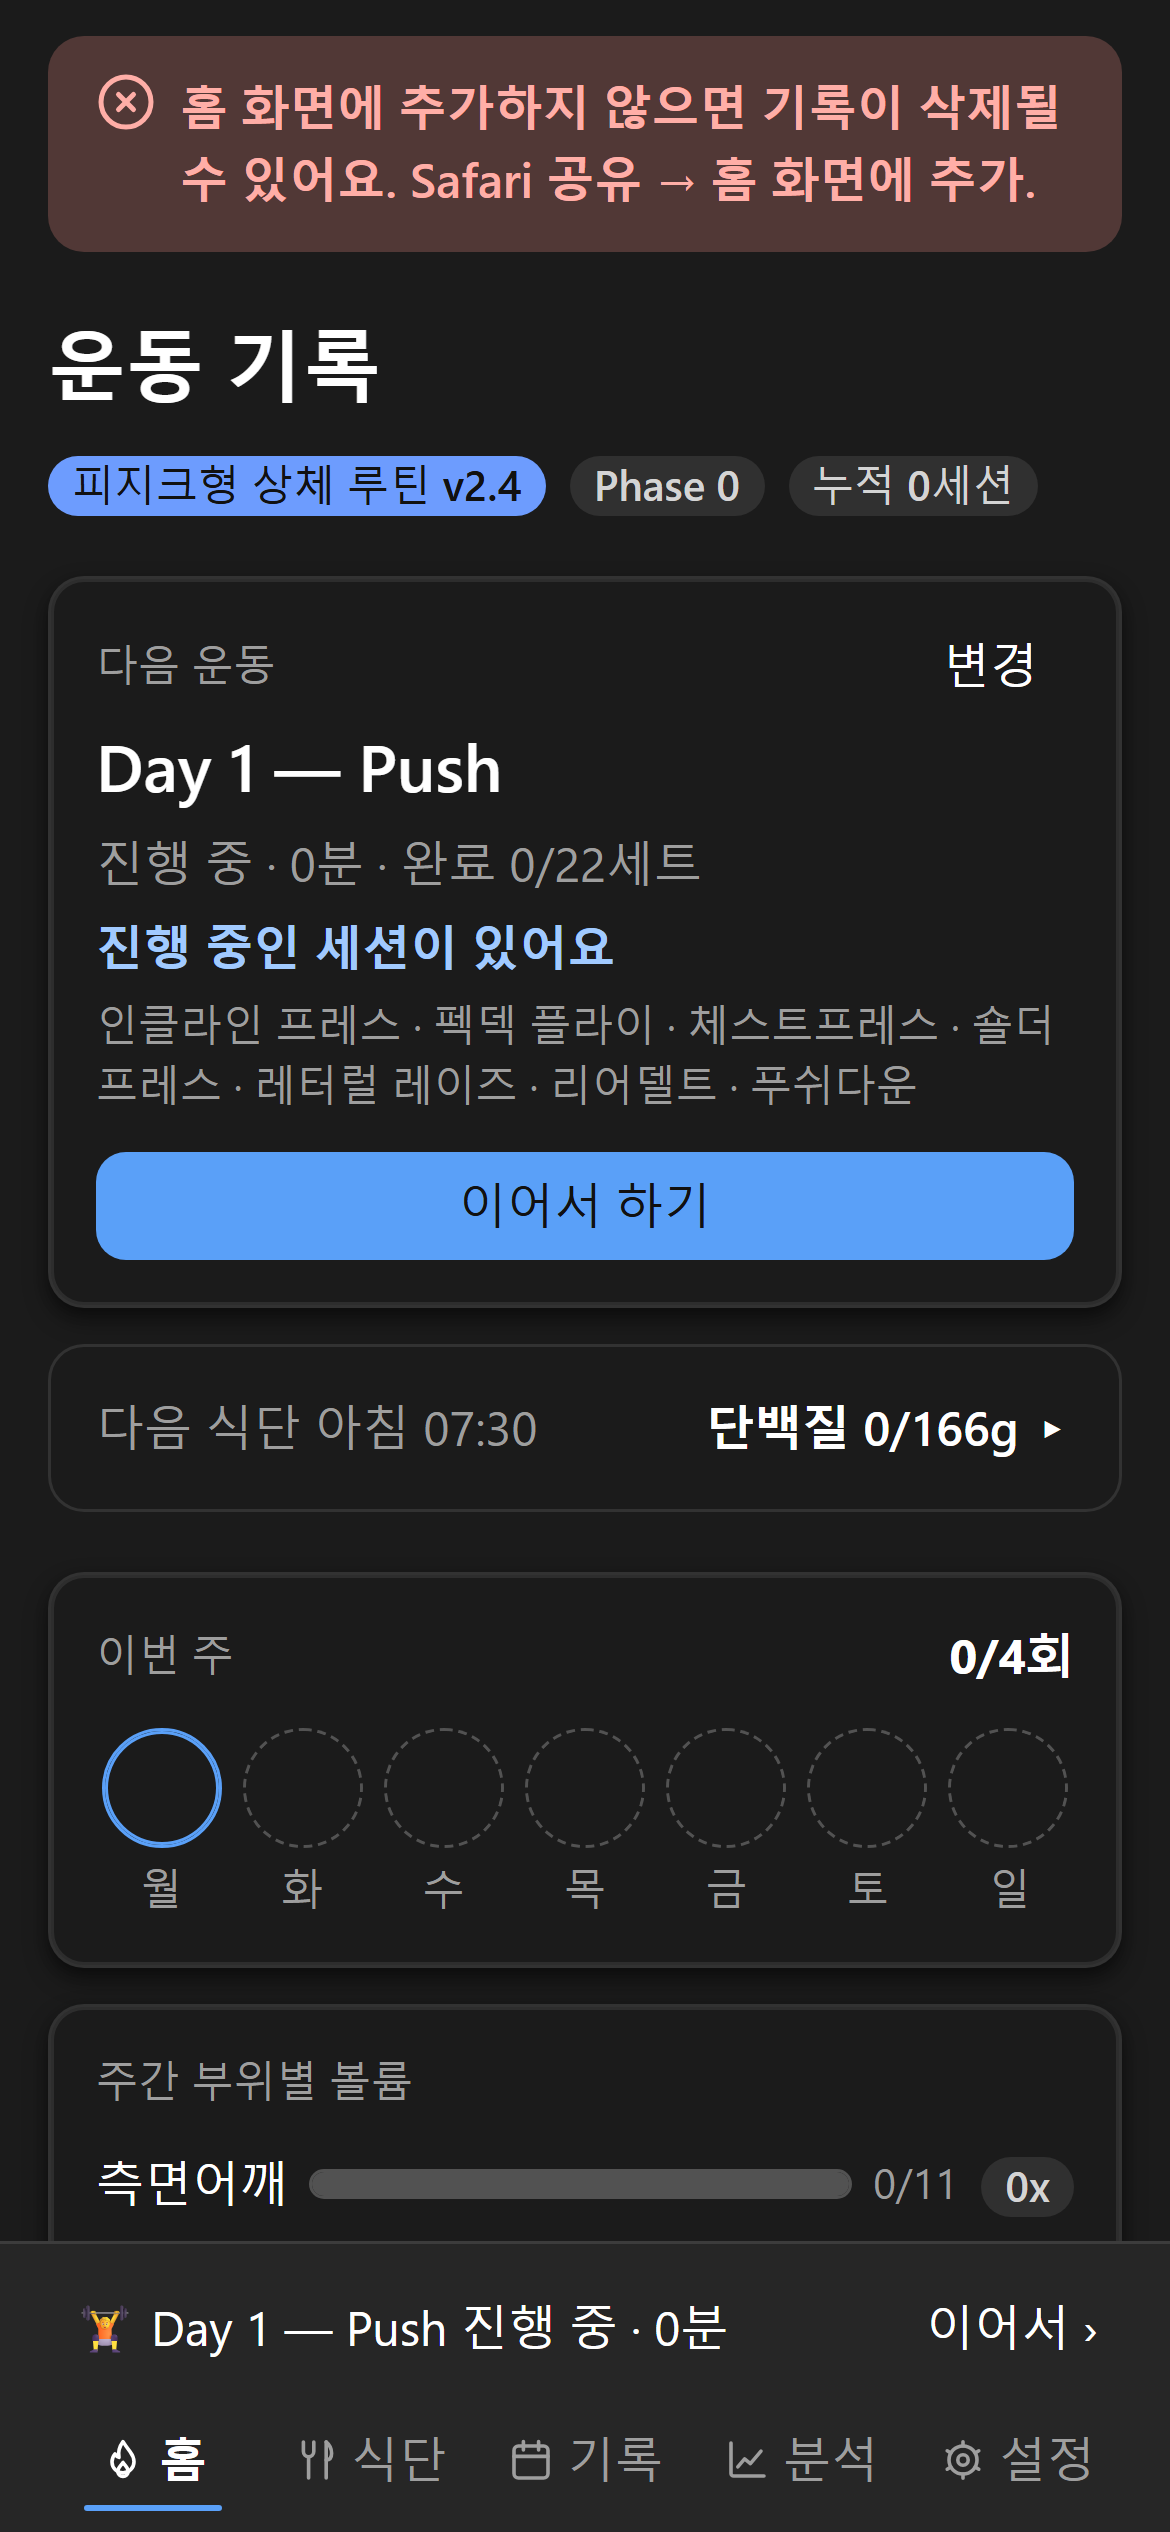 홈 화면에 추가하지 않으면 기록이 삭제될
수 있어요. Safari 공유 → 홈 화면에 추가.
운동 기록
피지크형 상체 루틴 v2.4
Phase 0
누적 0세션
다음 운동
변경
Day 1 — Push
진행 중 · 0분 · 완료 0/22세트
진행 중인 세션이 있어요
인클라인 프레스 · 펙덱 플라이 · 체스트프레스 · 숄더
프레스 · 레터럴 레이즈 · 리어델트 · 푸쉬다운
이어서 하기
다음 식단 아침 07:30
단백질 0/166g ▸
이번 주
0/4회
월 화 수 목 금 토 일
주간 부위별 볼륨
측면어깨 0/11 0x
Day 1 — Push 진행 중 · 0분
이어서 ›
홈 식단 기록 분석 설정